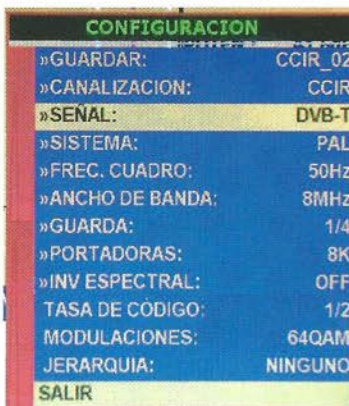 CONFIGURACION
»GUARDAR: CCIR_02
»CANALIZACION: CCIR
»SEÑAL: DVB-T
»SISTEMA: PAL
»FREC. CUADRO: 50Hz
»ANCHO DE BANDA: 8MHz
»GUARDA: 1/4
»PORTADORAS: 8K
»INV ESPECTRAL: OFF
TASA DE CÓDIGO: 1/2
MODULACIONES: 64QAM
JERARQUIA: NINGUNO
SALIR